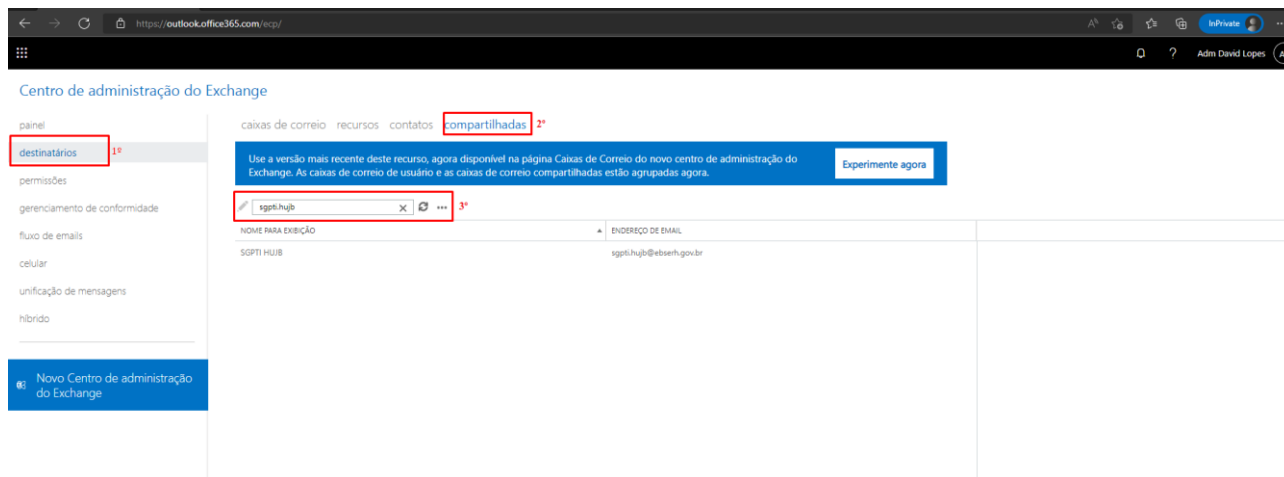 https://outlook.office365.com/ecp/
InPrivate
?
Adm David Lopes
Centro de administração do Exchange
painel
destinatários 1º
permissões
gerenciamento de conformidade
fluxo de emails
celular
unificação de mensagens
híbrido
Novo Centro de administração
do Exchange
caixas de correio recursos contatos compartilhadas 2º
Use a versão mais recente deste recurso, agora disponível na página Caixas de Correio do novo centro de administração do
Exchange. As caixas de correio de usuário e as caixas de correio compartilhadas estão agrupadas agora.
Experimente agora
sgpti.hujb 3º
NOME PARA EXIBIÇÃO ENDEREÇO DE EMAIL
SGPTI HUJB sgpti.hujb@ebserh.gov.br